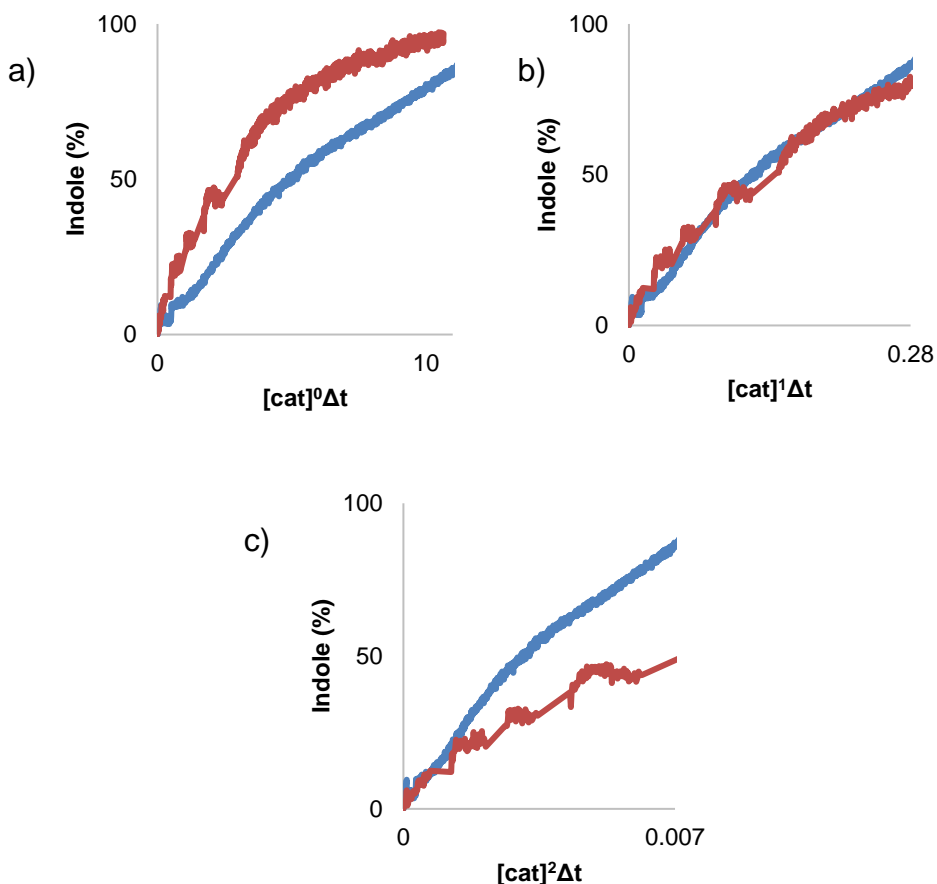 a)
100
50
0
Indole (%)
0
10
[cat]⁰Δt
b)
100
50
0
Indole (%)
0
0.28
[cat]¹Δt
c)
100
50
0
Indole (%)
0
0.007
[cat]²Δt